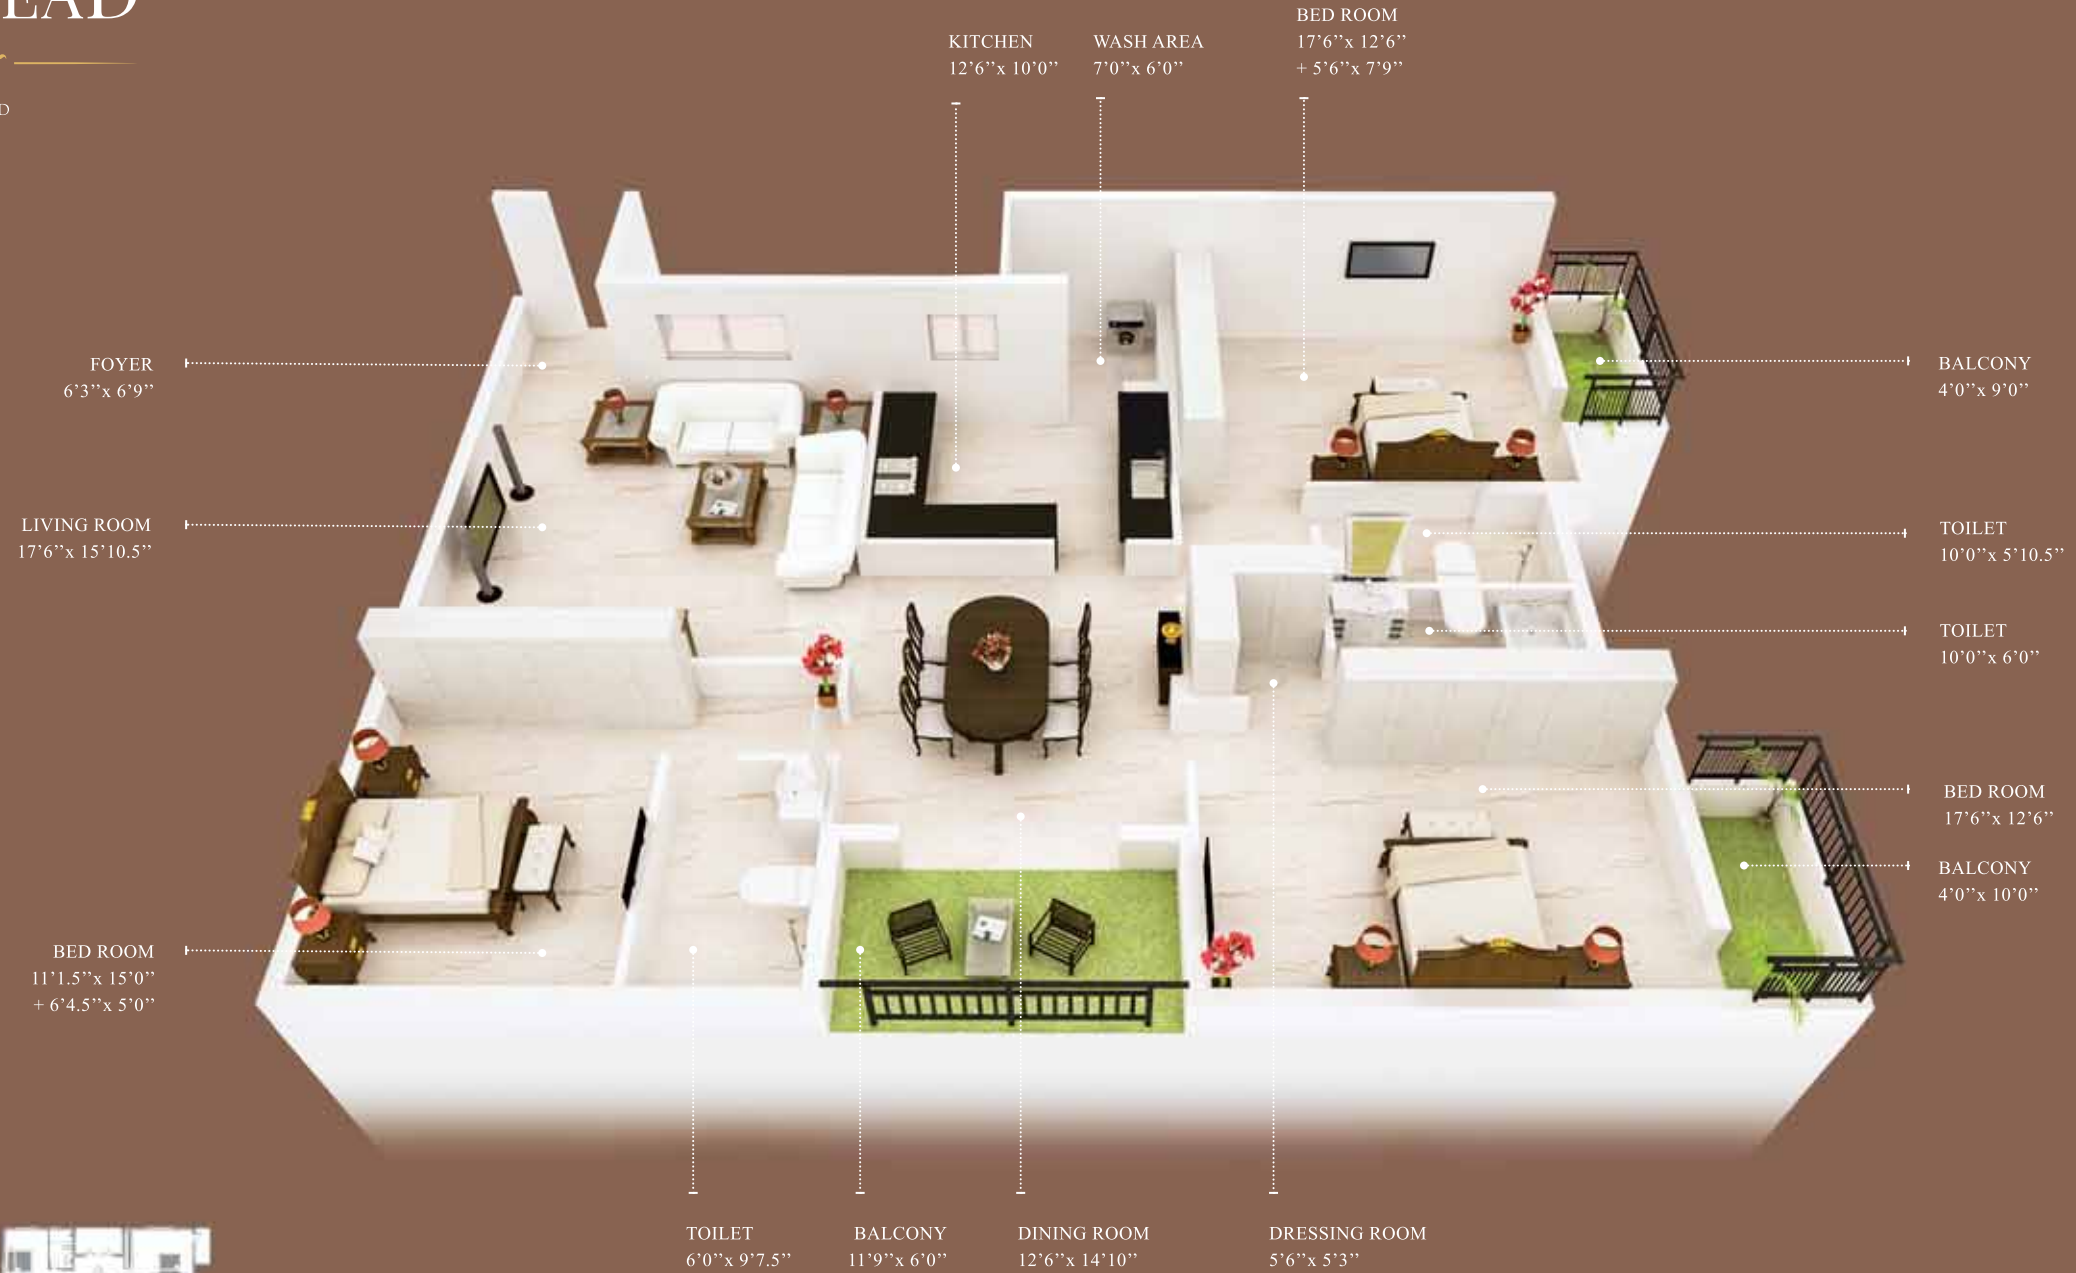 EAD
D
KITCHEN
12’6’’x 10’0’’
WASH AREA
7’0’’x 6’0’’
BED ROOM
17’6’’x 12’6’’
+ 5’6’’x 7’9’’
FOYER
6’3’’x 6’9’’
LIVING ROOM
17’6’’x 15’10.5’’
BED ROOM
11’1.5’’x 15’0’’
+ 6’4.5’’x 5’0’’
BALCONY
4’0’’x 9’0’’
TOILET
10’0’’x 5’10.5’’
TOILET
10’0’’x 6’0’’
BED ROOM
17’6’’x 12’6’’
BALCONY
4’0’’x 10’0’’
TOILET
6’0’’x 9’7.5’’
BALCONY
11’9’’x 6’0’’
DINING ROOM
12’6’’x 14’10’’
DRESSING ROOM
5’6’’x 5’3’’